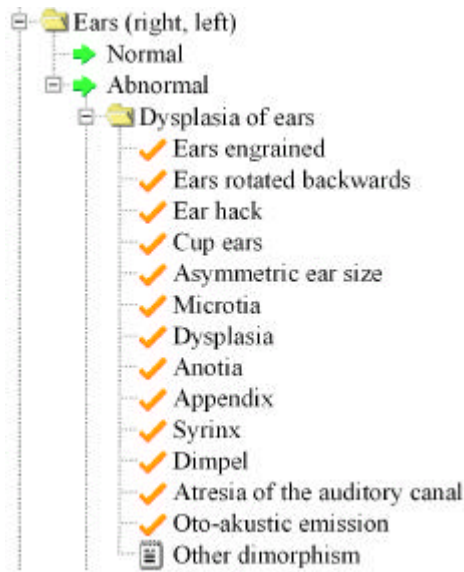 Ears (right, left)
Normal
Abnormal
Dysplasia of ears
Ears engrained
Ears rotated backwards
Ear hack
Cup ears
Asymmetric ear size
Microtia
Dysplasia
Anotia
Appendix
Syrinx
Dimpel
Atresia of the auditory canal
Oto-akustic emission
Other dimorphism